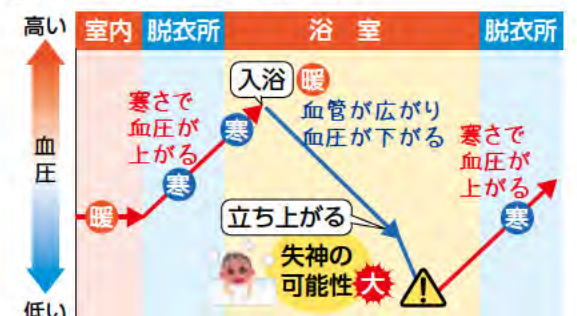 高い
室内
脱衣所
浴室
脱衣所
血圧
低い
暖
寒さで
血圧が
上がる
寒
寒
入浴
暖
血管が広がり
血圧が下がる
立ち上がる
失神の
可能性
大
寒さで
血圧が
上がる
寒